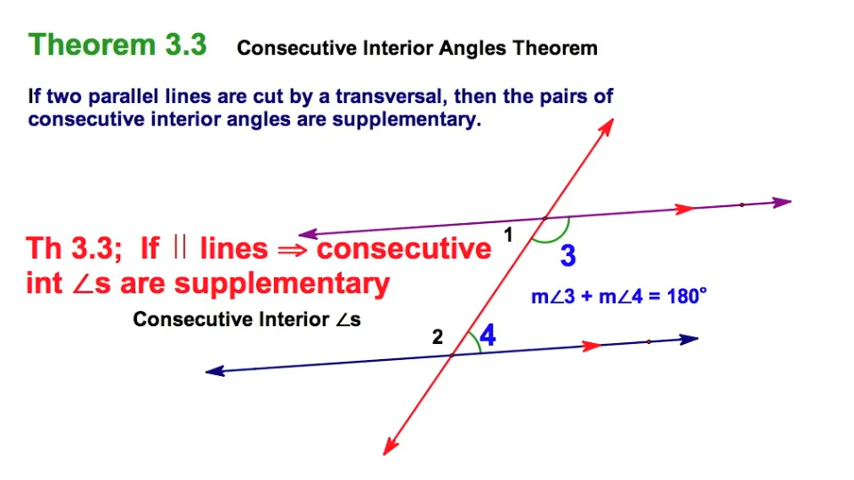 Theorem 3.3 Consecutive Interior Angles Theorem
If two parallel lines are cut by a transversal, then the pairs of
consecutive interior angles are supplementary.
1
Th 3.3; If || lines ⇒ consecutive
3
int ∠s are supplementary
m∠3 + m∠4 = 180°
Consecutive Interior ∠s
2 4